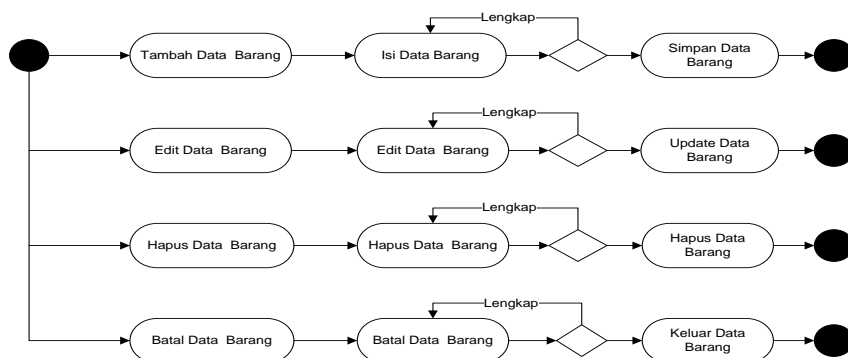 Lengkap
Tambah Data Barang
Isi Data Barang
Simpan Data
Barang
Lengkap
Edit Data Barang
Edit Data Barang
Update Data
Barang
Lengkap
Hapus Data Barang
Hapus Data Barang
Hapus Data
Barang
Lengkap
Batal Data Barang
Batal Data Barang
Keluar Data
Barang